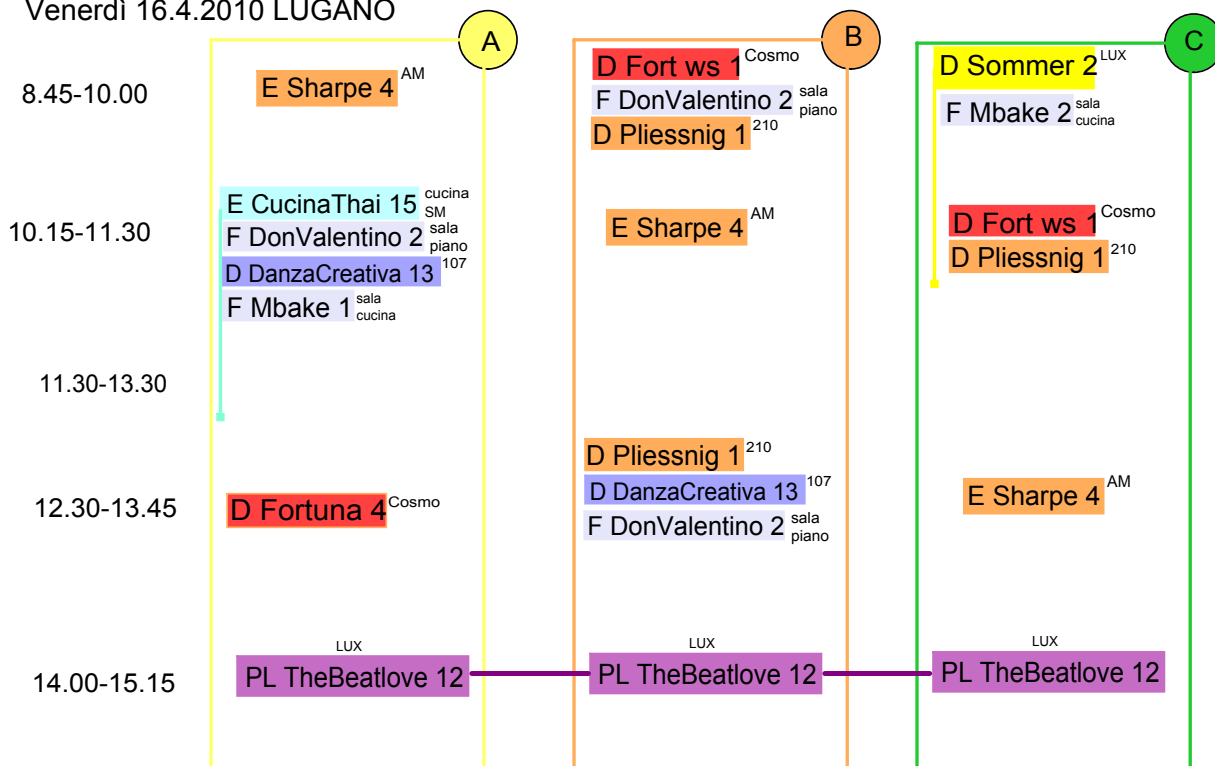 Venerdì 16.4.2010 LUGANO
A
B
C
8.45-10.00
E Sharpe 4 AM
D Fort ws 1 Cosmo
F DonValentino 2 sala piano
D Pliessnig 1 210
D Sommer 2 LUX
F Mbake 2 sala cucina
10.15-11.30
E CucinaThai 15 cucina SM
F DonValentino 2 sala piano
D DanzaCreativa 13 107
F Mbake 1 sala cucina
E Sharpe 4 AM
D Fort ws 1 Cosmo
D Pliessnig 1 210
11.30-13.30
12.30-13.45
D Fortuna 4 Cosmo
D Pliessnig 1 210
D DanzaCreativa 13 107
F DonValentino 2 sala piano
E Sharpe 4 AM
14.00-15.15
LUX
PL TheBeatlove 12
LUX
PL TheBeatlove 12
LUX
PL TheBeatlove 12